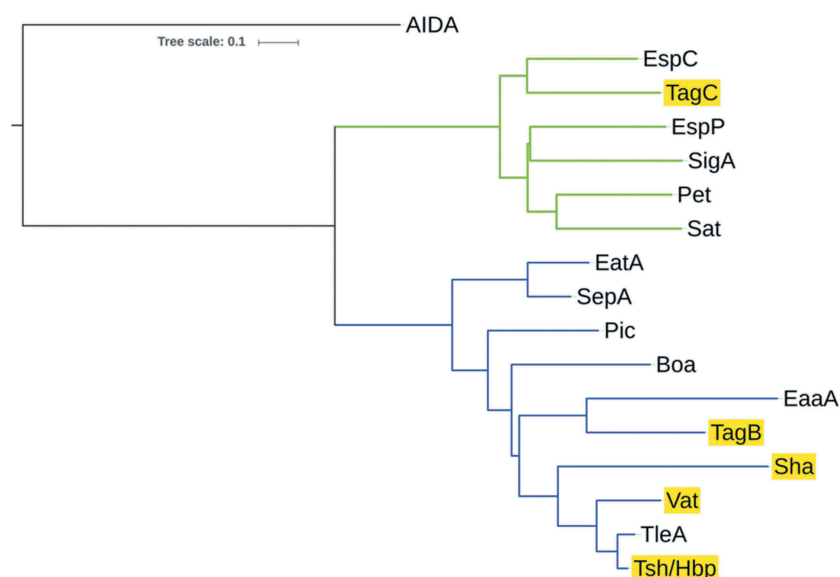 AIDA
Tree scale: 0.1
EspC
TagC
EspP
SigA
Pet
Sat
EatA
SepA
Pic
Boa
EaaA
TagB
Sha
Vat
TleA
Tsh/Hbp